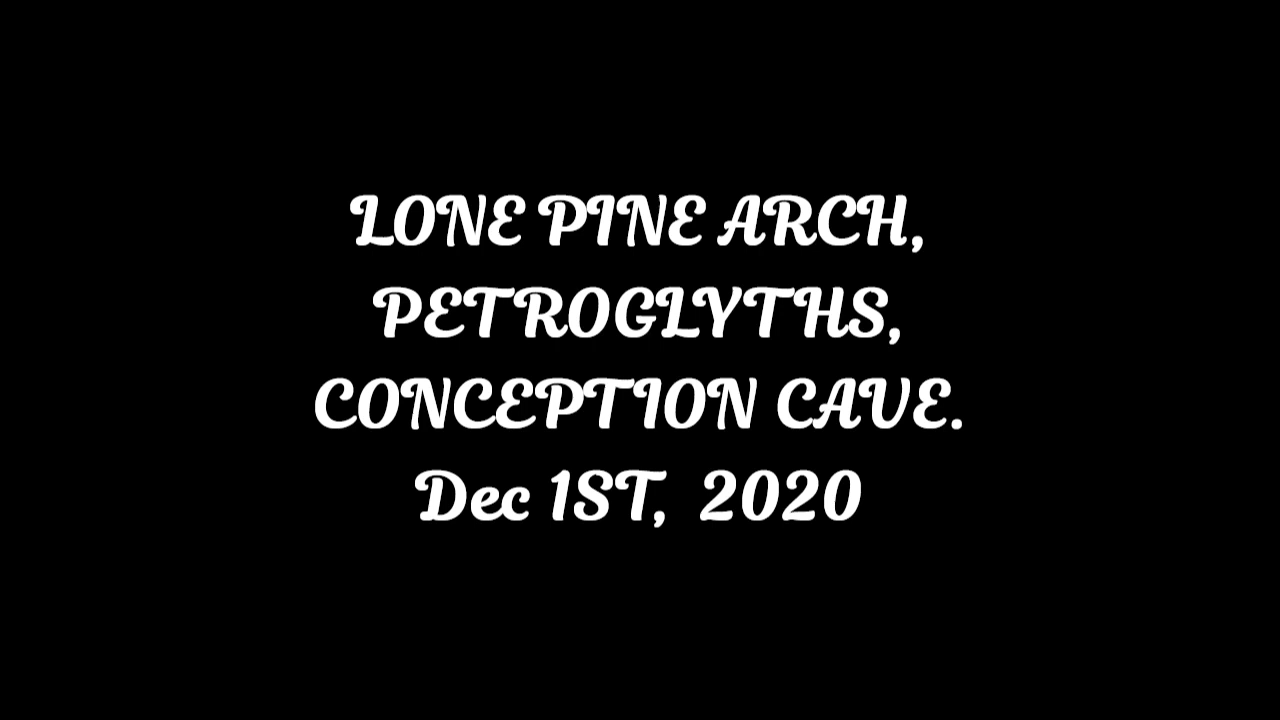 LONE PINE ARCH,
PETROGLYTHS,
CONCEPTION CAVE.
Dec 1ST, 2020